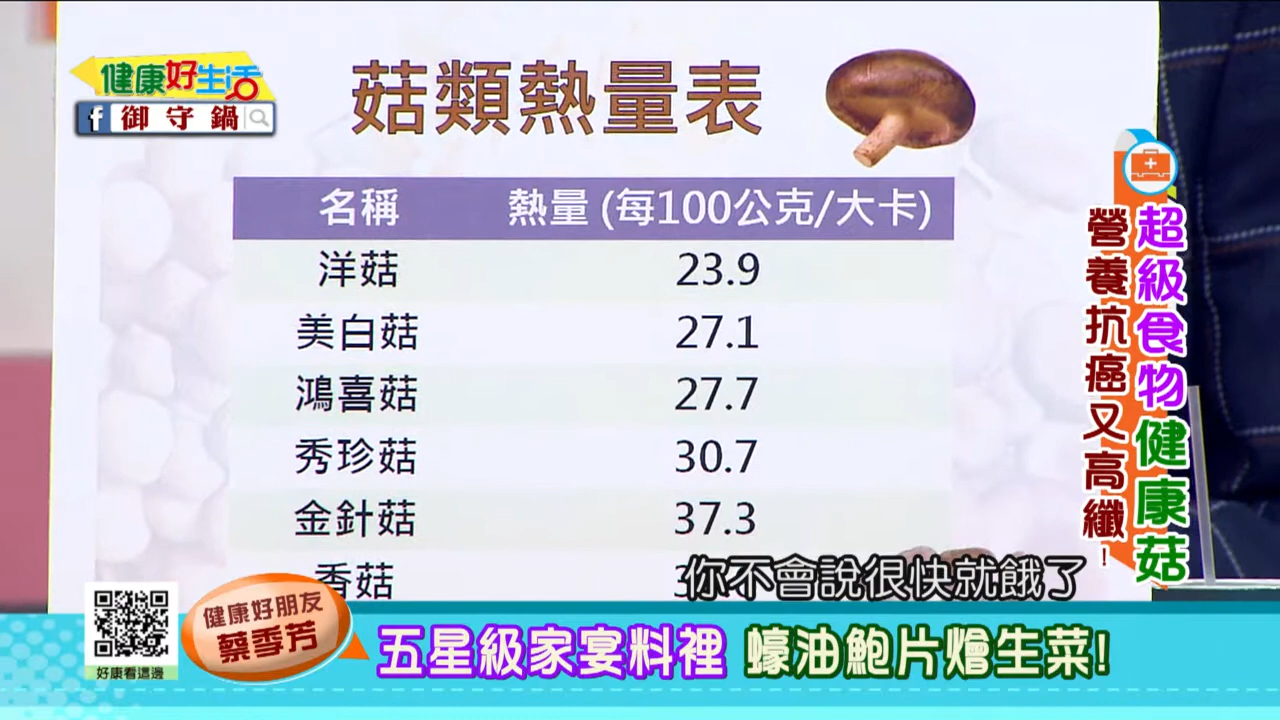 健康好生活
f 御守鍋
菇類熱量表
名稱 熱量 (每100公克/大卡)
洋菇 23.9
美白菇 27.1
鴻喜菇 27.7
秀珍菇 30.7
金針菇 37.3
香菇
超級食物健康菇
營養抗癌又高纖!
你不會說很快就餓了
好康看這邊
健康好朋友
蔡季芳
五星級家宴料裡 蠔油鮑片燴生菜!